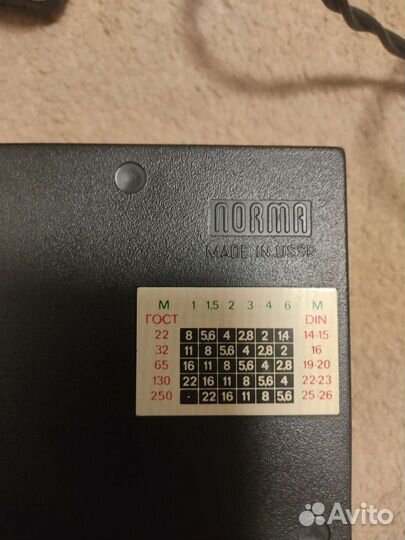 NORMA
MADE IN USSR
М 1 1,5 2 3 4 6 М
ГОСТ DIN
22 8 5,6 4 2,8 2 1,4 14-15
32 11 8 5,6 4 2,8 2 16
65 16 11 8 5,6 4 2,8 19-20
130 22 16 11 8 5,6 4 22-23
250 - 22 16 11 8 5,6 25-26
Avito